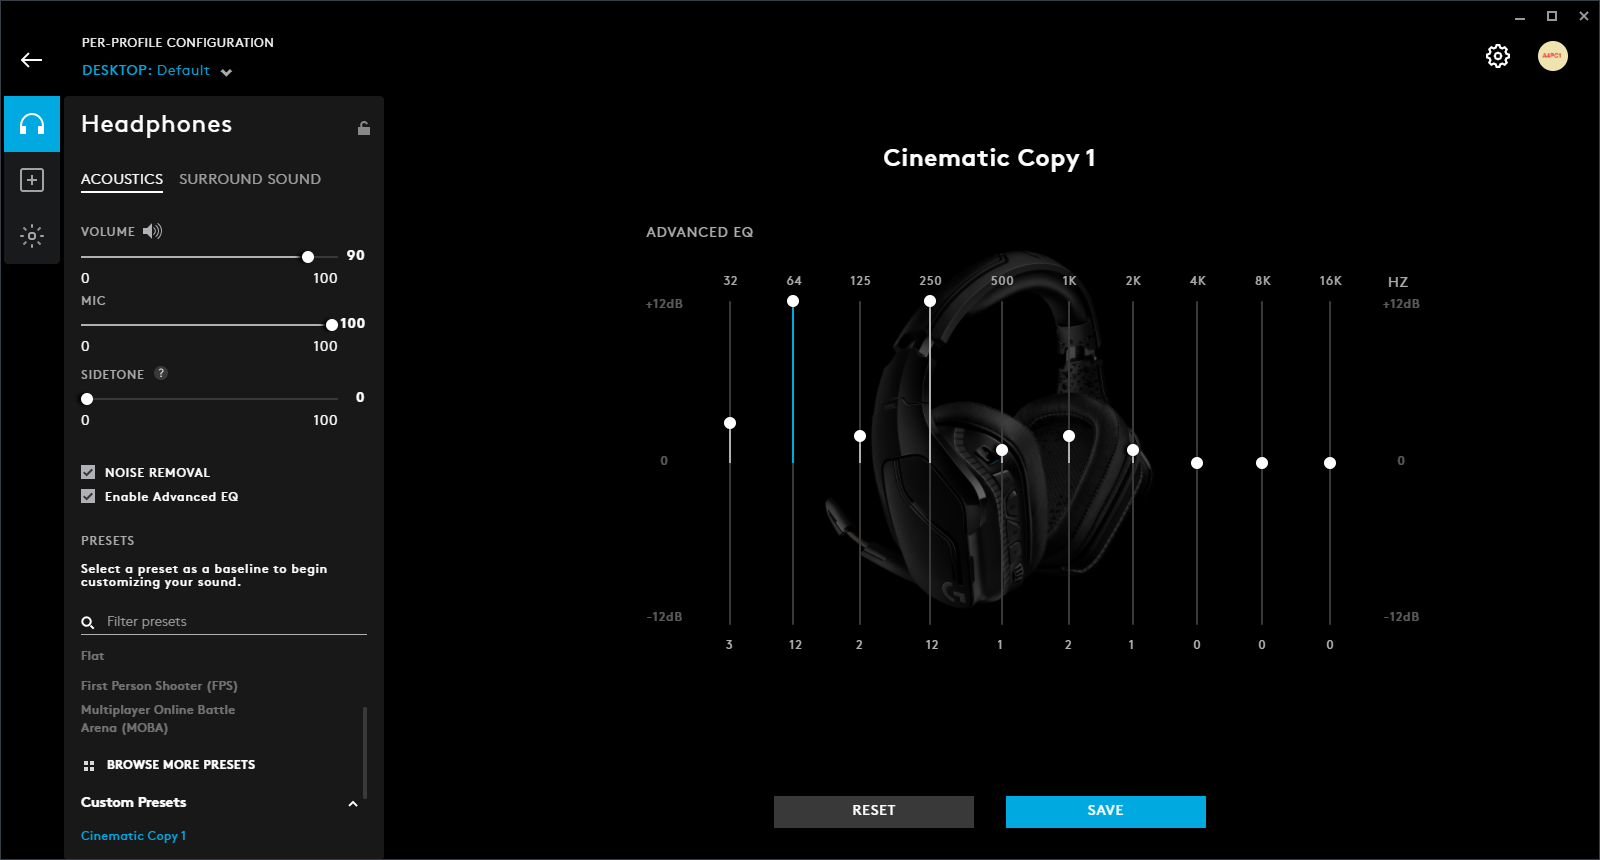 PER-PROFILE CONFIGURATION
DESKTOP: Default
Headphones
ACOUSTICS SURROUND SOUND
VOLUME
90
0 100
MIC
100
0 100
SIDETONE ?
0
0 100
NOISE REMOVAL
Enable Advanced EQ
PRESETS
Select a preset as a baseline to begin
customizing your sound.
Filter presets
Flat
First Person Shooter (FPS)
Multiplayer Online Battle
Arena (MOBA)
BROWSE MORE PRESETS
Custom Presets
Cinematic Copy 1
Cinematic Copy 1
ADVANCED EQ
32 64 125 250 500 1K 2K 4K 8K 16K HZ
+12dB +12dB
0 0
-12dB -12dB
3 12 2 12 1 2 1 0 0 0
RESET SAVE